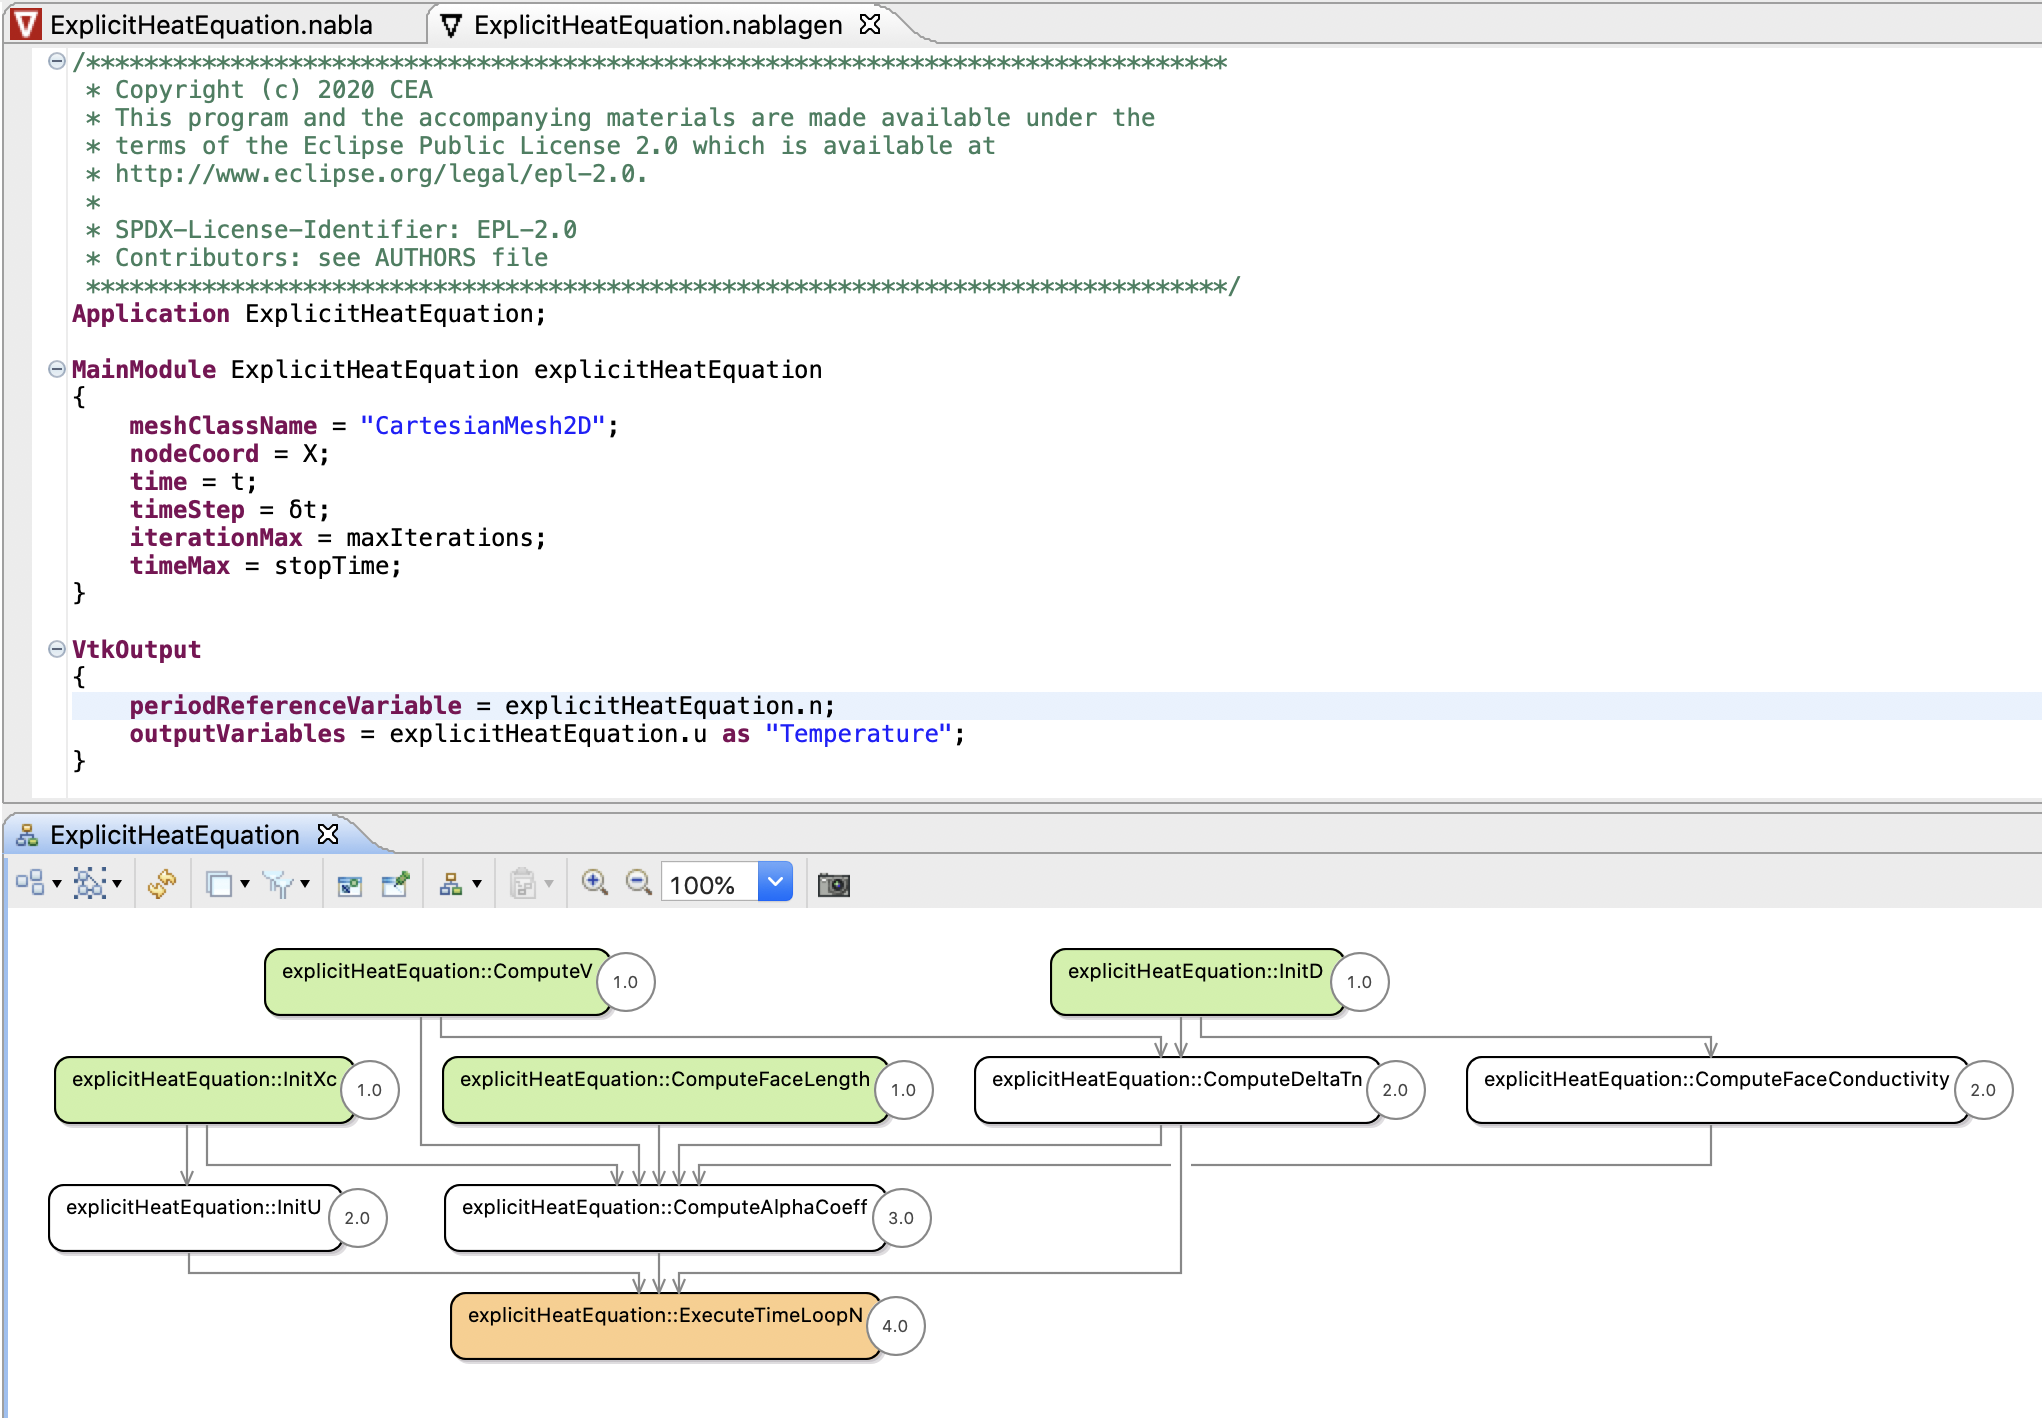 ExplicitHeatEquation.nabla
ExplicitHeatEquation.nablagen
/*******************************************************************************
 * Copyright (c) 2020 CEA
 * This program and the accompanying materials are made available under the
 * terms of the Eclipse Public License 2.0 which is available at
 * http://www.eclipse.org/legal/epl-2.0.
 *
 * SPDX-License-Identifier: EPL-2.0
 * Contributors: see AUTHORS file
 *******************************************************************************/
Application ExplicitHeatEquation;
MainModule ExplicitHeatEquation explicitHeatEquation
{
    meshClassName = "CartesianMesh2D";
    nodeCoord = X;
    time = t;
    timeStep = δt;
    iterationMax = maxIterations;
    timeMax = stopTime;
}
VtkOutput
{
    periodReferenceVariable = explicitHeatEquation.n;
    outputVariables = explicitHeatEquation.u as "Temperature";
}
ExplicitHeatEquation
100%
explicitHeatEquation::ComputeV
1.0
explicitHeatEquation::InitD
1.0
explicitHeatEquation::InitXc
1.0
explicitHeatEquation::ComputeFaceLength
1.0
explicitHeatEquation::ComputeDeltaTn
2.0
explicitHeatEquation::ComputeFaceConductivity
2.0
explicitHeatEquation::InitU
2.0
explicitHeatEquation::ComputeAlphaCoeff
3.0
explicitHeatEquation::ExecuteTimeLoopN
4.0